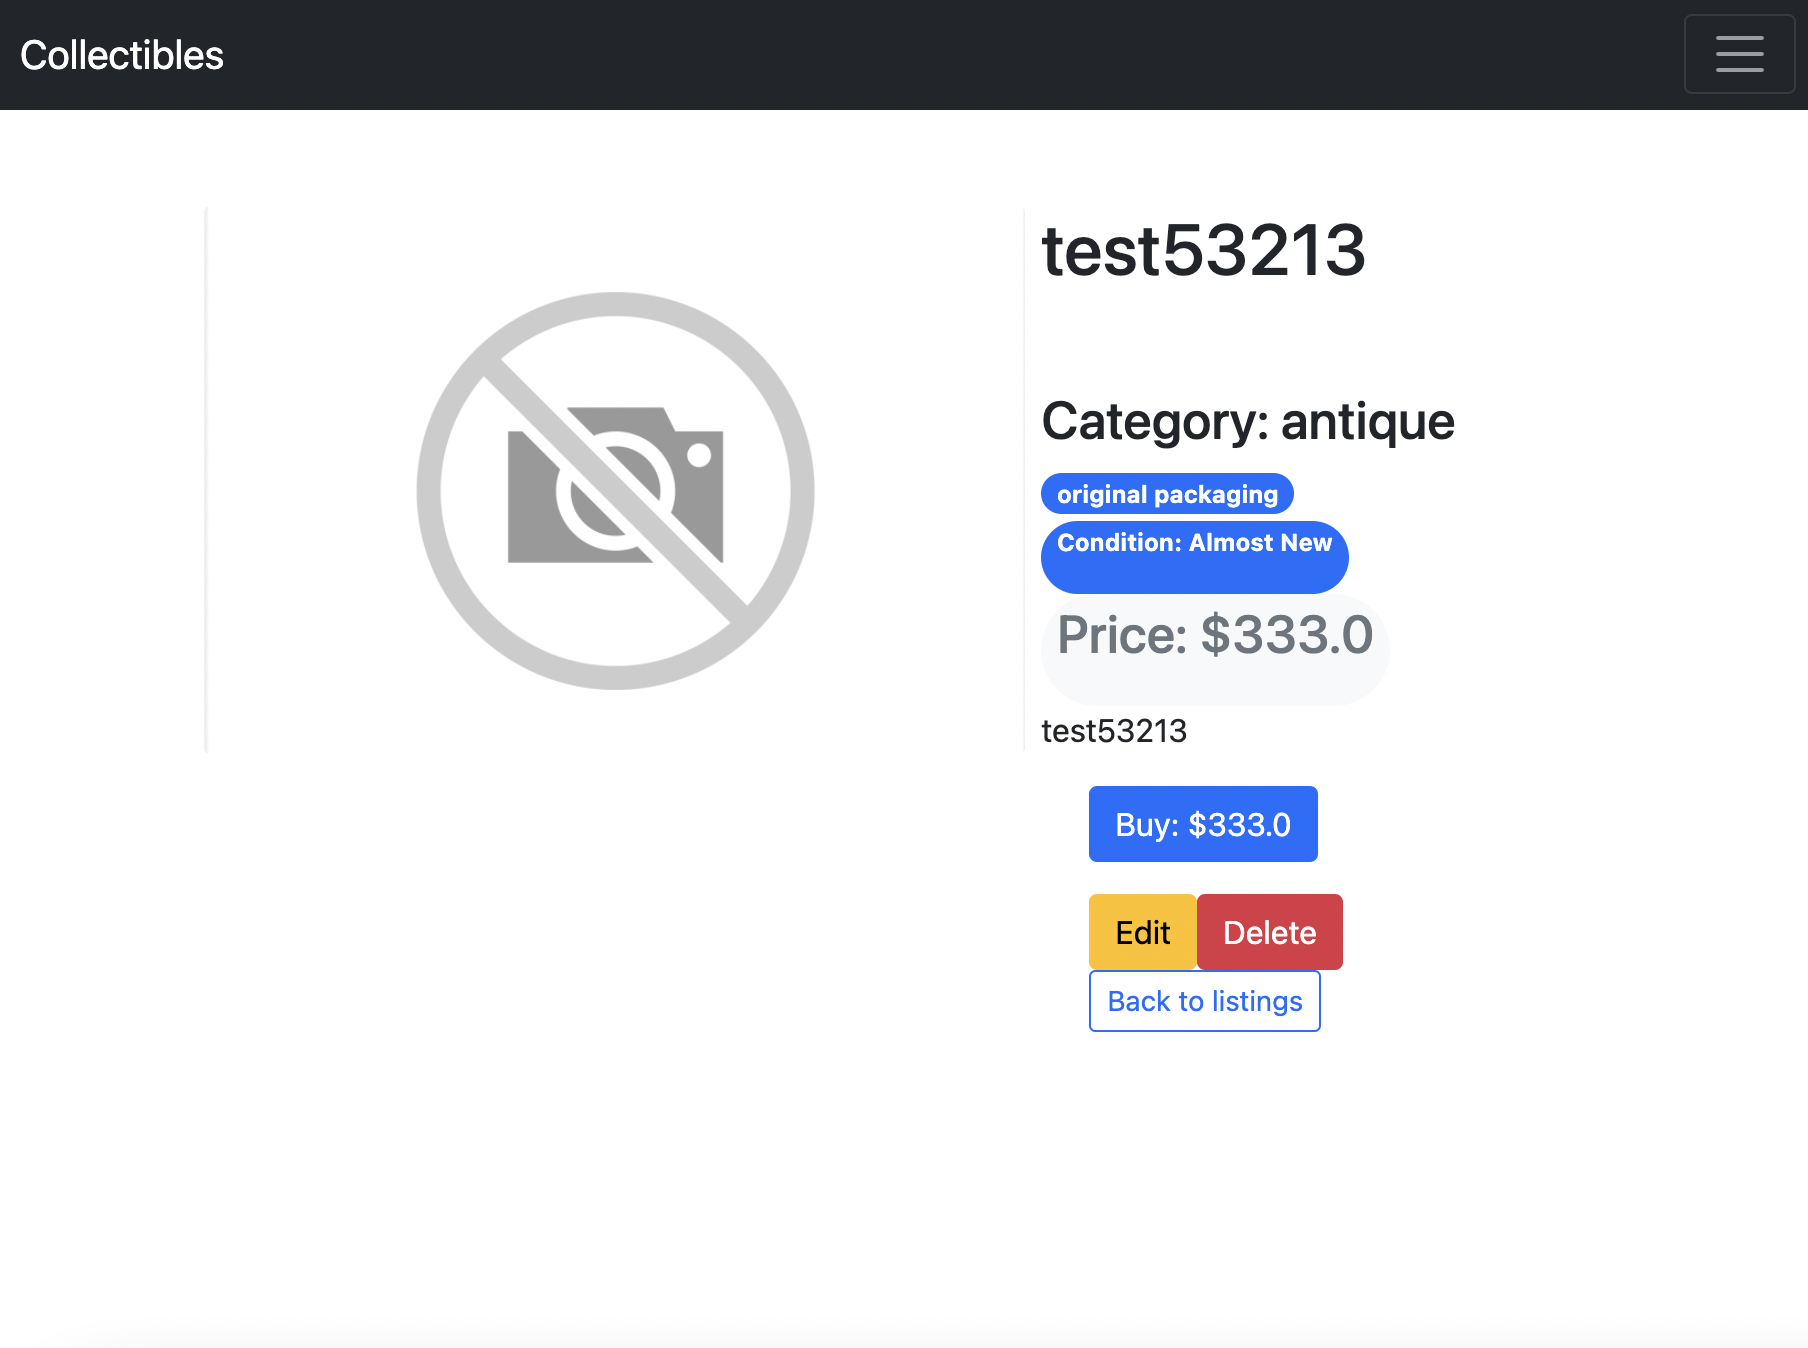 Collectibles
test53213
Category: antique
original packaging
Condition: Almost New
Price: $333.0
test53213
Buy: $333.0
Edit Delete
Back to listings